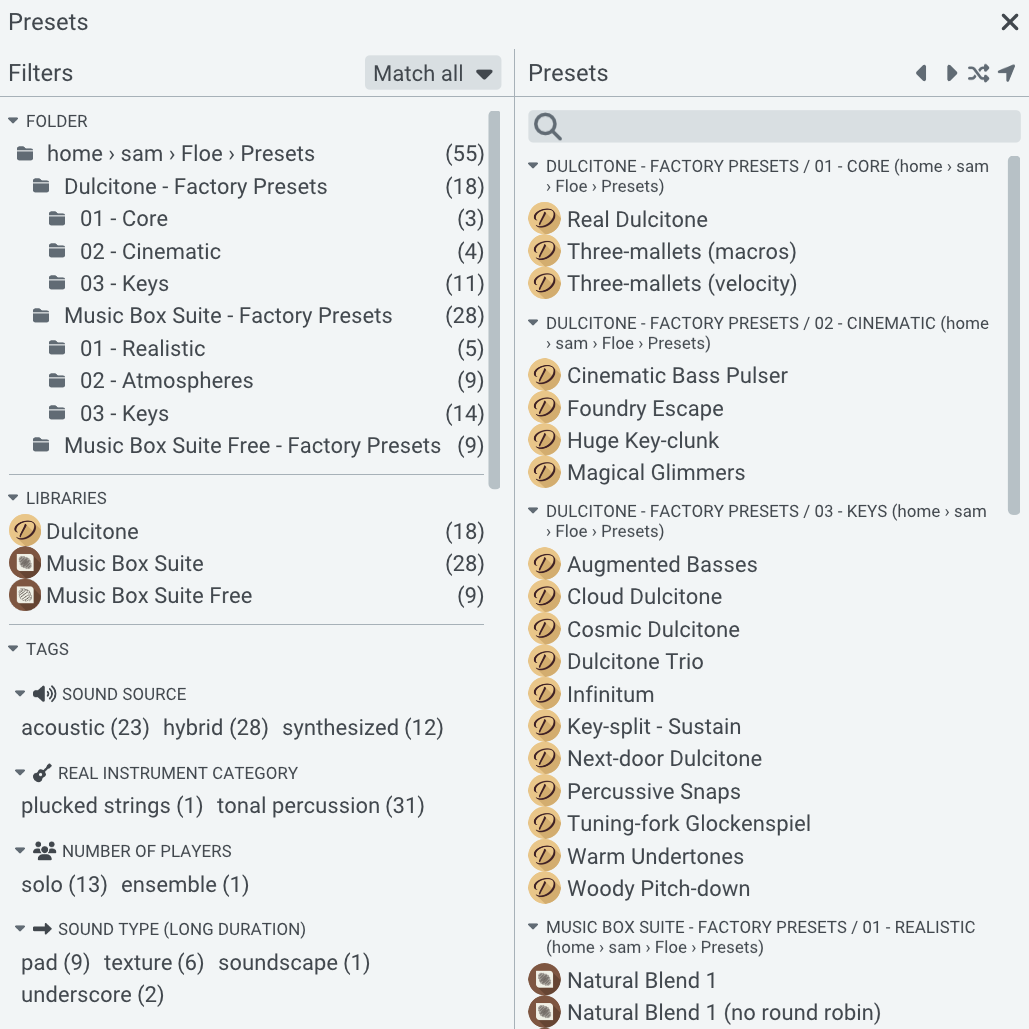 Presets
Filters
Match all
FOLDER
home › sam › Floe › Presets (55)
Dulcitone - Factory Presets (18)
01 - Core (3)
02 - Cinematic (4)
03 - Keys (11)
Music Box Suite - Factory Presets (28)
01 - Realistic (5)
02 - Atmospheres (9)
03 - Keys (14)
Music Box Suite Free - Factory Presets (9)
LIBRARIES
Dulcitone (18)
Music Box Suite (28)
Music Box Suite Free (9)
TAGS
SOUND SOURCE
acoustic (23) hybrid (28) synthesized (12)
REAL INSTRUMENT CATEGORY
plucked strings (1) tonal percussion (31)
NUMBER OF PLAYERS
solo (13) ensemble (1)
SOUND TYPE (LONG DURATION)
pad (9) texture (6) soundscape (1)
underscore (2)
Presets
DULCITONE - FACTORY PRESETS / 01 - CORE (home › sam
› Floe › Presets)
Real Dulcitone
Three-mallets (macros)
Three-mallets (velocity)
DULCITONE - FACTORY PRESETS / 02 - CINEMATIC (home
› sam › Floe › Presets)
Cinematic Bass Pulser
Foundry Escape
Huge Key-clunk
Magical Glimmers
DULCITONE - FACTORY PRESETS / 03 - KEYS (home › sam
› Floe › Presets)
Augmented Basses
Cloud Dulcitone
Cosmic Dulcitone
Dulcitone Trio
Infinitum
Key-split - Sustain
Next-door Dulcitone
Percussive Snaps
Tuning-fork Glockenspiel
Warm Undertones
Woody Pitch-down
MUSIC BOX SUITE - FACTORY PRESETS / 01 - REALISTIC
(home › sam › Floe › Presets)
Natural Blend 1
Natural Blend 1 (no round robin)